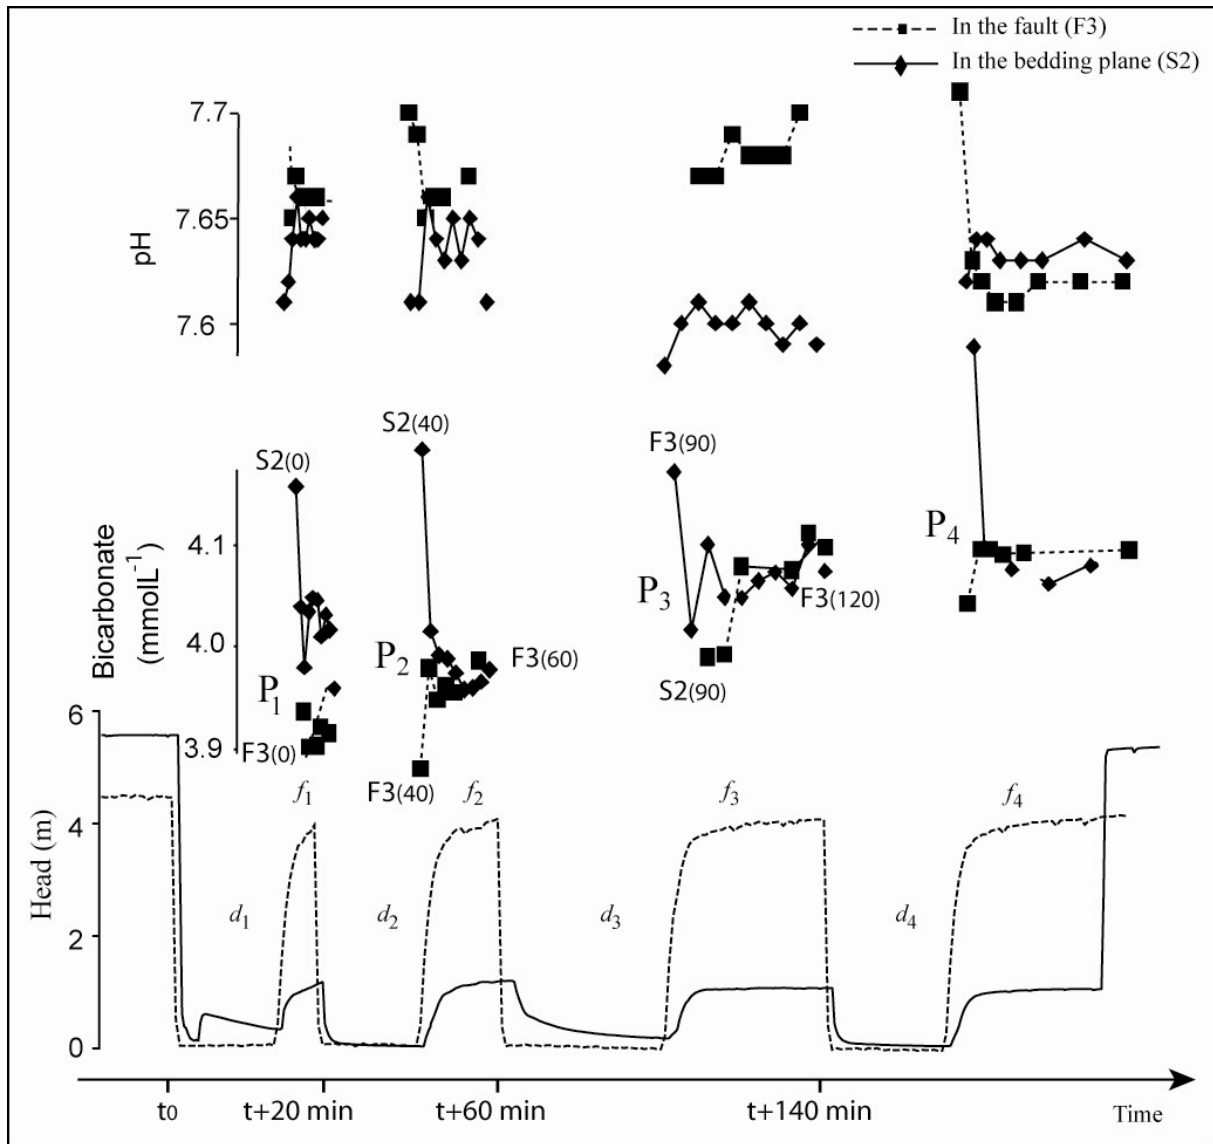 In the fault (F3)
In the bedding plane (S2)
7.7
7.65
7.6
pH
S2(0)
S2(40)
F3(90)
4.1
4.0
3.9
Bicarbonate
(mmolL⁻¹)
P₁
P₂
P₃
P₄
F3(0)
F3(40)
F3(60)
S2(90)
F3(120)
6
4
2
0
Head (m)
f₁
f₂
f₃
f₄
d₁
d₂
d₃
d₄
t₀
t+20 min
t+60 min
t+140 min
Time